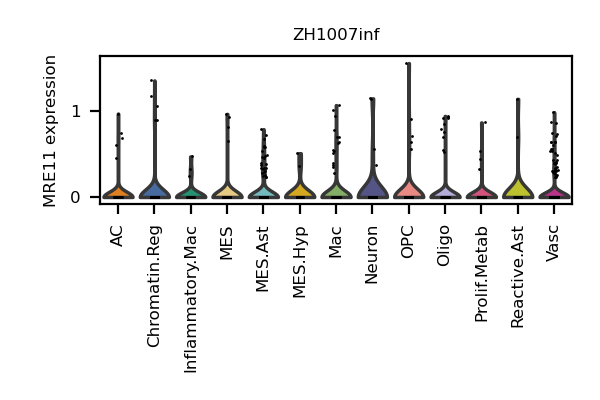 ZH1007inf
MRE11 expression
1
0
AC
Chromatin.Reg
Inflammatory.Mac
MES
MES.Ast
MES.Hyp
Mac
Neuron
OPC
Oligo
Prolif.Metab
Reactive.Ast
Vasc